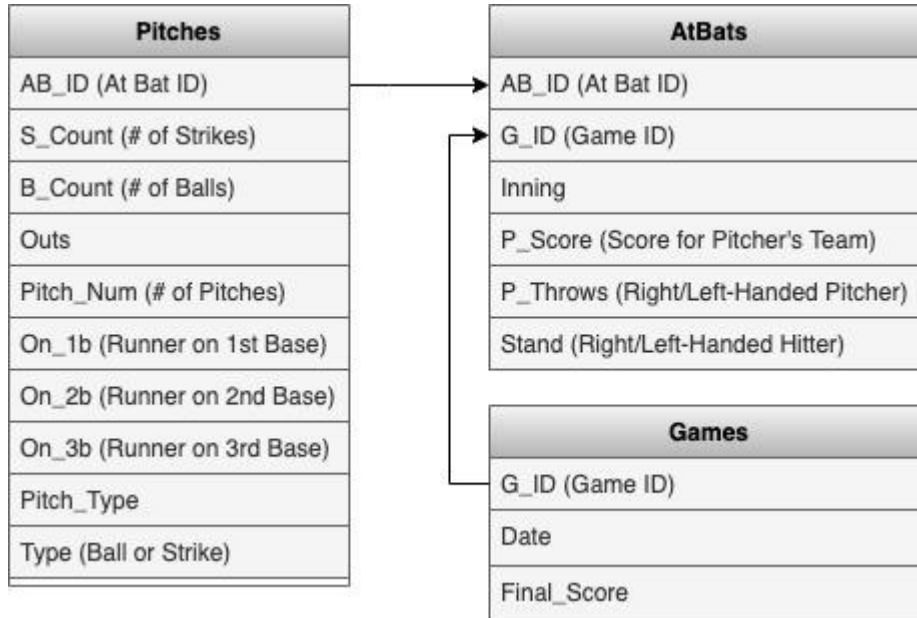 Pitches
AB_ID (At Bat ID)
S_Count (# of Strikes)
B_Count (# of Balls)
Outs
Pitch_Num (# of Pitches)
On_1b (Runner on 1st Base)
On_2b (Runner on 2nd Base)
On_3b (Runner on 3rd Base)
Pitch_Type
Type (Ball or Strike)
AtBats
AB_ID (At Bat ID)
G_ID (Game ID)
Inning
P_Score (Score for Pitcher's Team)
P_Throws (Right/Left-Handed Pitcher)
Stand (Right/Left-Handed Hitter)
Games
G_ID (Game ID)
Date
Final_Score